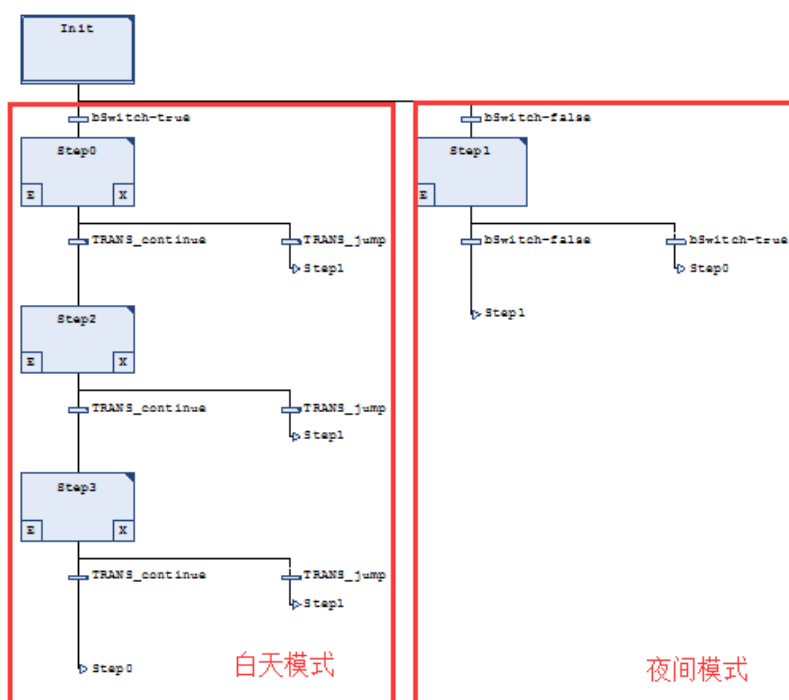 Init
bSwitch-true
bSwitch-false
Step0
Step1
E
X
E
TRANS_continue
TRANS_jump
bSwitch-false
bSwitch-true
Step1
Step0
Step2
Step1
E
X
TRANS_continue
TRANS_jump
Step1
Step3
E
X
TRANS_continue
TRANS_jump
Step1
Step0
白天模式
夜间模式